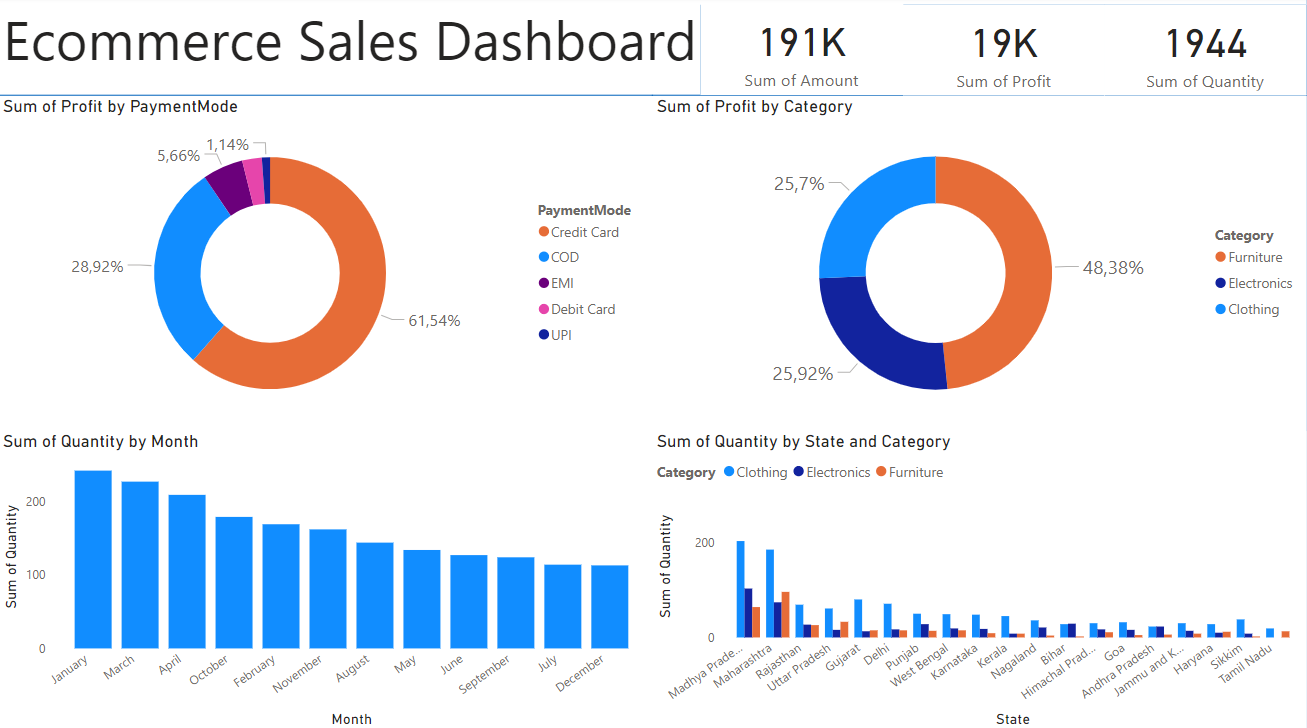 Ecommerce Sales Dashboard
191K
Sum of Amount
19K
Sum of Profit
1944
Sum of Quantity
Sum of Profit by PaymentMode
1,14%
5,66%
28,92%
61,54%
PaymentMode
Credit Card
COD
EMI
Debit Card
UPI
Sum of Profit by Category
25,7%
48,38%
25,92%
Category
Furniture
Electronics
Clothing
Sum of Quantity by Month
Sum of Quantity
200
100
0
January
March
April
October
February
November
August
May
June
September
July
December
Month
Sum of Quantity by State and Category
Category Clothing Electronics Furniture
Sum of Quantity
200
0
Madhya Prade...
Maharashtra
Rajasthan
Uttar Pradesh
Gujarat
Delhi
Punjab
West Bengal
Karnataka
Kerala
Nagaland
Bihar
Himachal Prad...
Goa
Andhra Pradesh
Jammu and K...
Haryana
Sikkim
Tamil Nadu
State